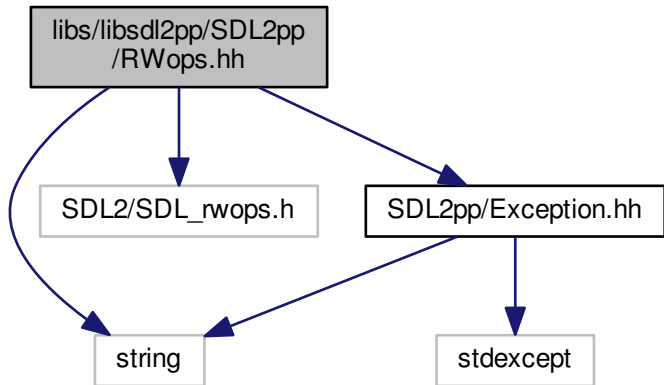 libs/libsdl2pp/SDL2pp
/RWops.hh
SDL2/SDL_rwops.h
SDL2pp/Exception.hh
string
stdexcept